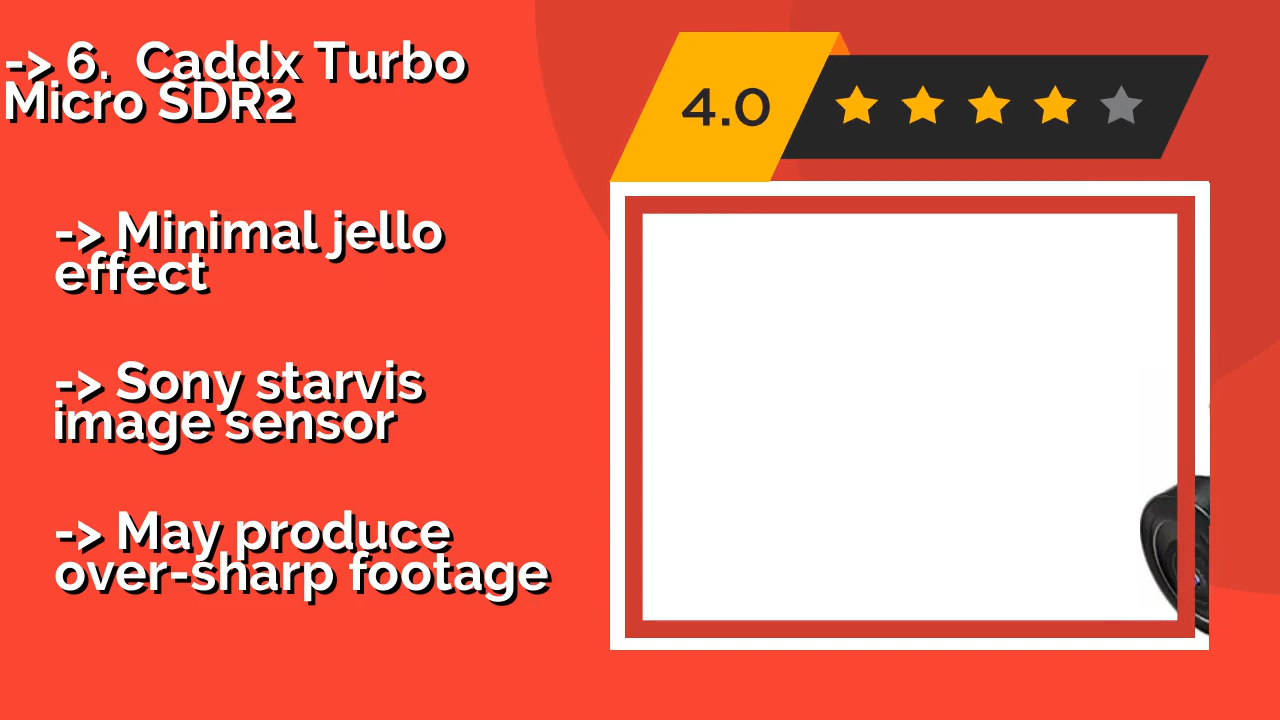 -> 6.  Caddx Turbo
Micro SDR2
4.0
-> Minimal jello
effect
-> Sony starvis
image sensor
-> May produce
over-sharp footage